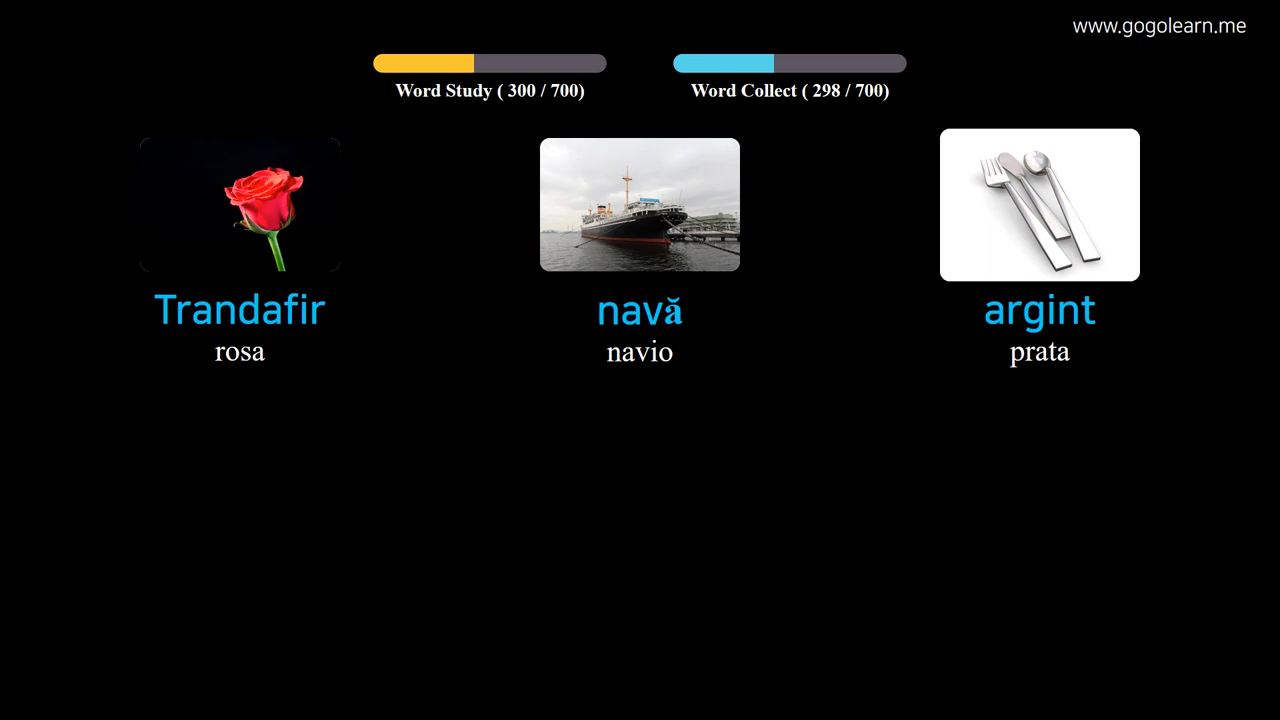 www.gogolearn.me
Word Study ( 300 / 700)
Word Collect ( 298 / 700)
Trandafir
navă
argint
rosa
navio
prata